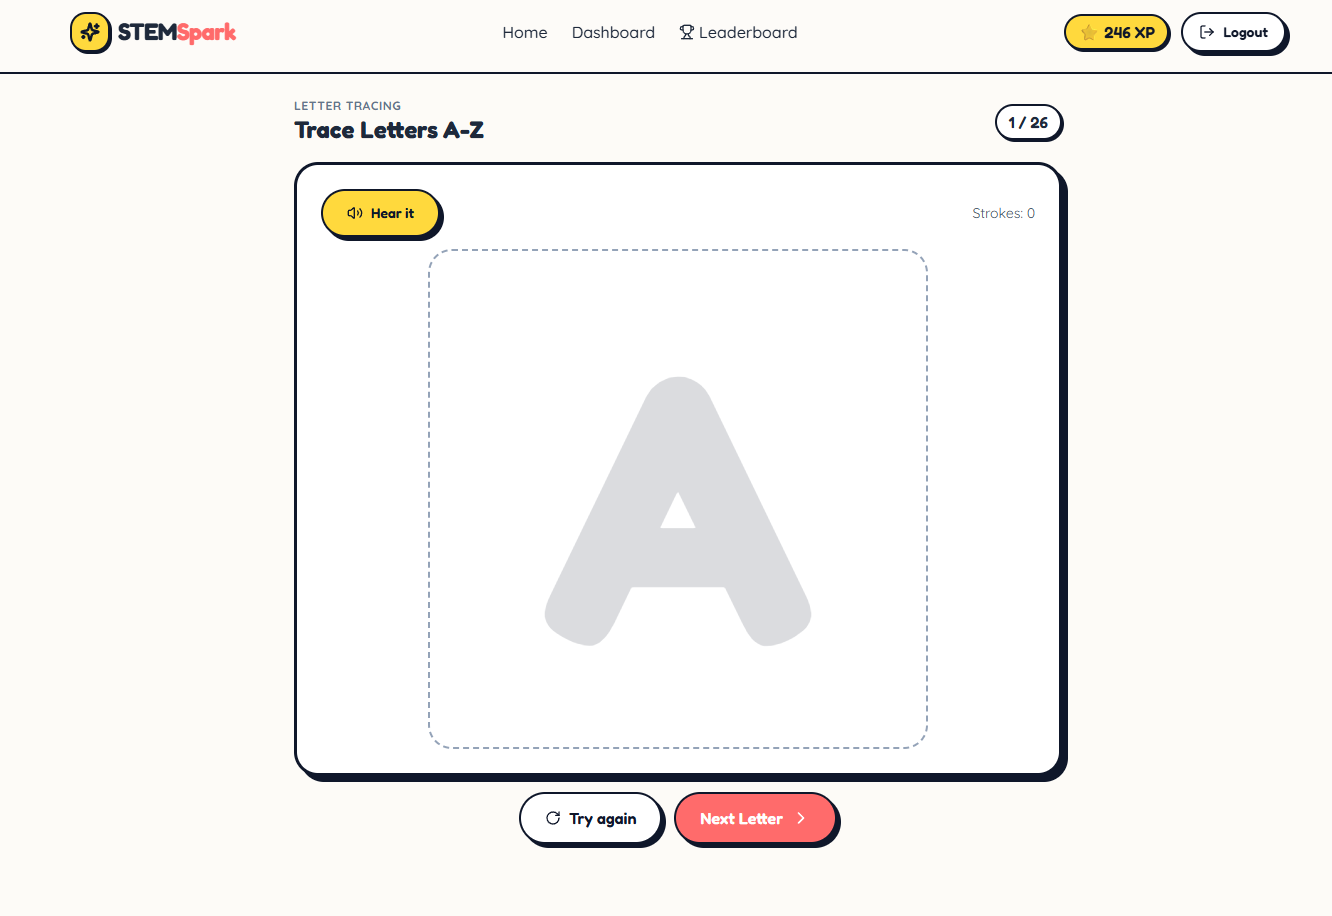 STEMSpark
Home Dashboard Leaderboard
246 XP
Logout
LETTER TRACING
Trace Letters A-Z
1 / 26
Hear it
Strokes: 0
A
Try again
Next Letter